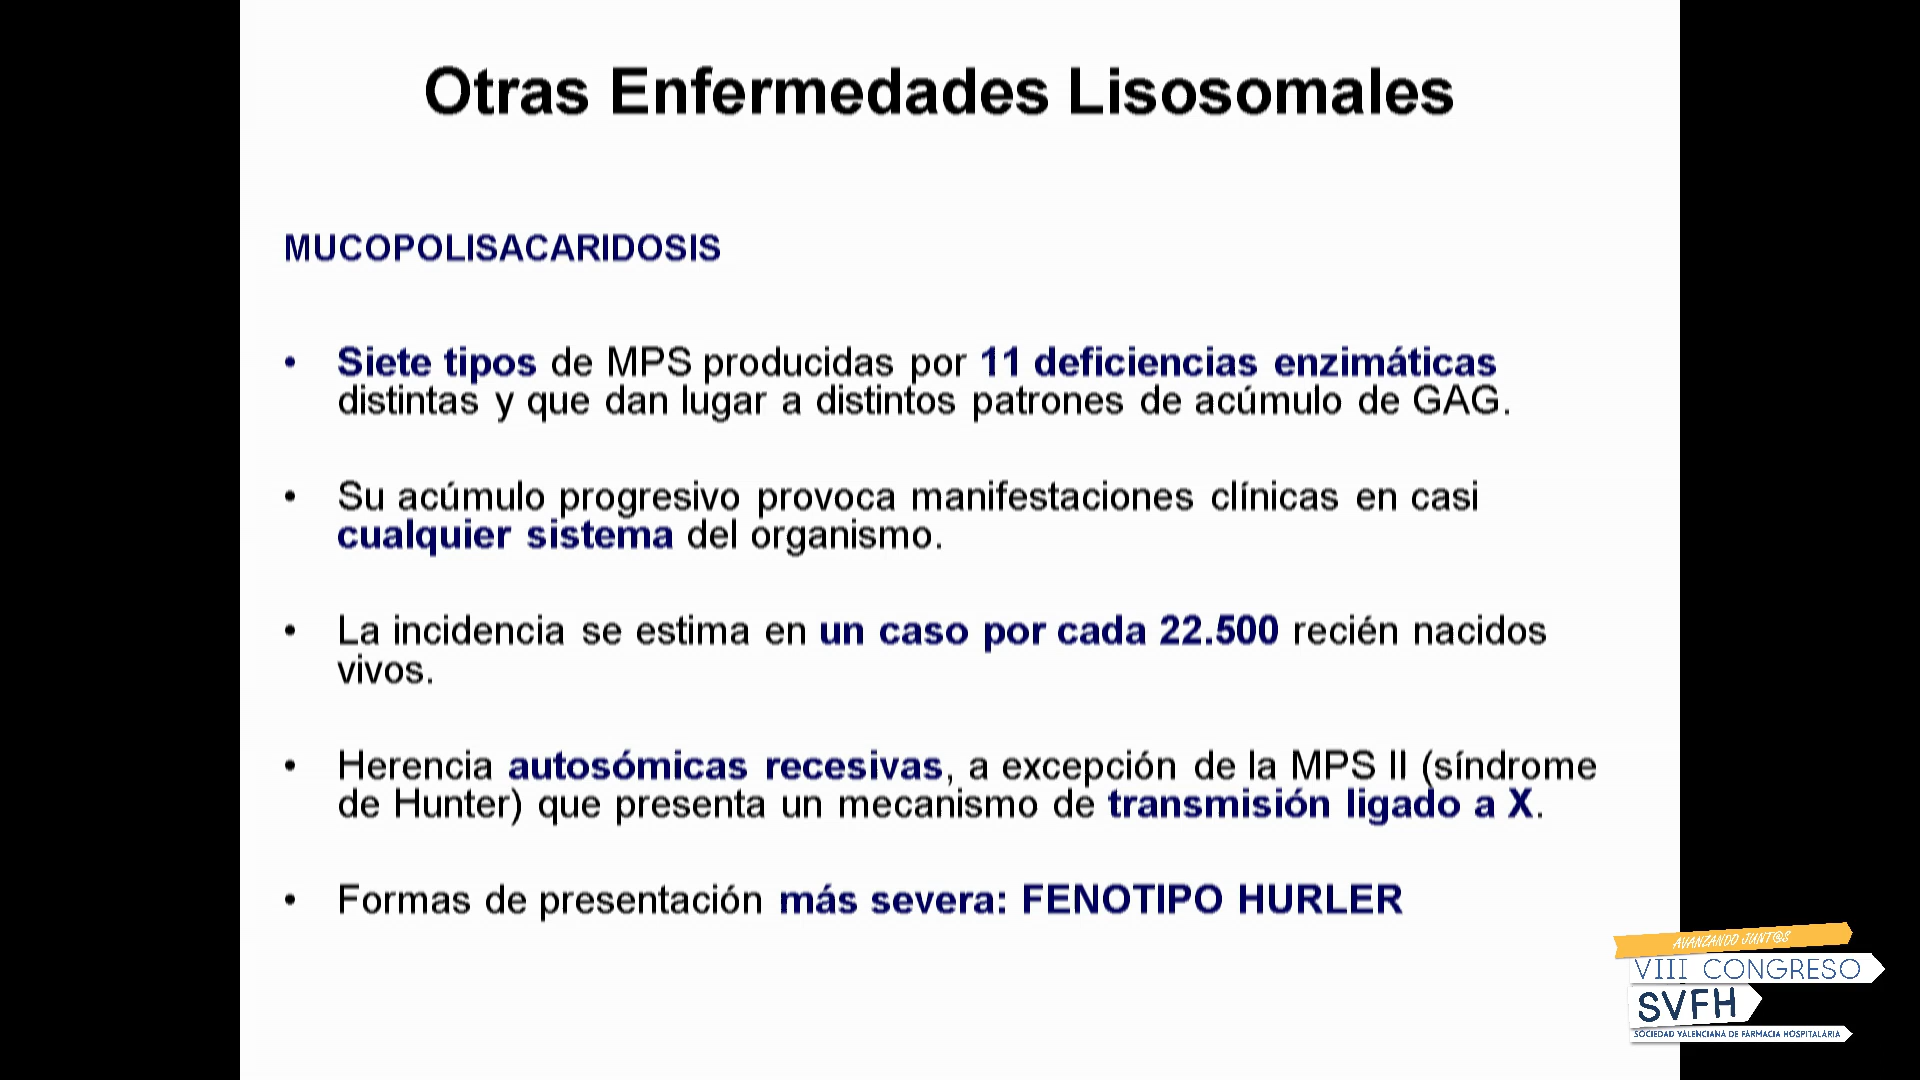 Otras Enfermedades Lisosomales
MUCOPOLISACARIDOSIS
• Siete tipos de MPS producidas por 11 deficiencias enzimáticas
distintas y que dan lugar a distintos patrones de acúmulo de GAG.
• Su acúmulo progresivo provoca manifestaciones clínicas en casi
cualquier sistema del organismo.
• La incidencia se estima en un caso por cada 22.500 recién nacidos
vivos.
• Herencia autosómicas recesivas, a excepción de la MPS II (síndrome
de Hunter) que presenta un mecanismo de transmisión ligado a X.
• Formas de presentación más severa: FENOTIPO HURLER
AVANZANDO JUNT@S
VIII CONGRESO
SVFH
SOCIEDAD VALENCIANA DE FARMACIA HOSPITALARIA